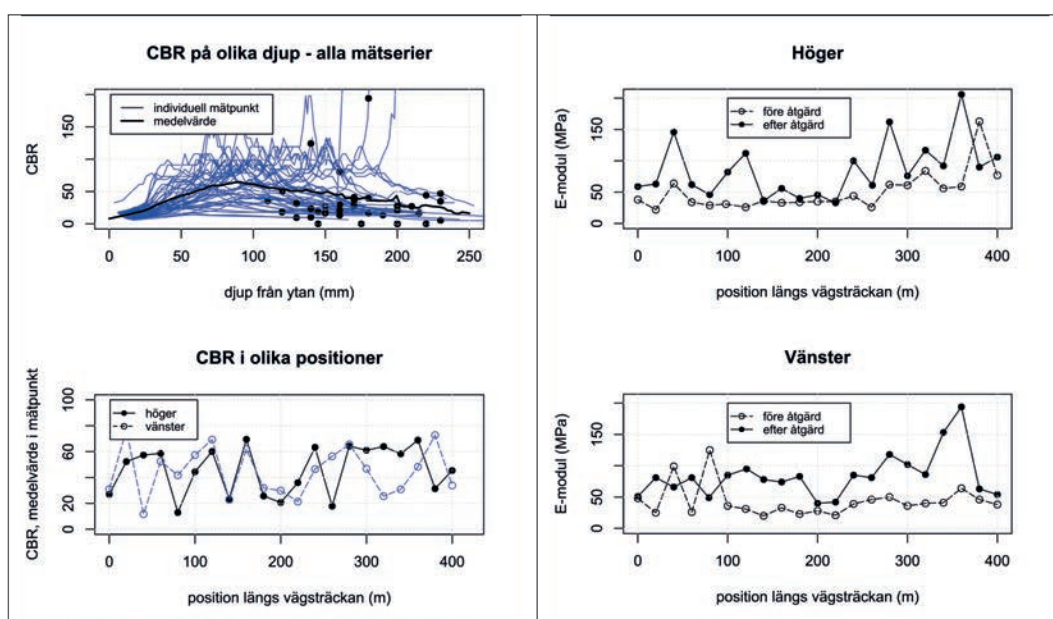 CBR på olika djup - alla mätserier
individuell mätpunkt
medelvärde
CBR
150
100
50
0
0 50 100 150 200 250
djup från ytan (mm)
CBR i olika positioner
höger
vänster
CBR, medelvärde i mätpunkt
100
60
20
0
0 100 200 300 400
position längs vägsträckan (m)
Höger
före åtgärd
efter åtgärd
E-modul (MPa)
150
50
0
0 100 200 300 400
position längs vägsträckan (m)
Vänster
före åtgärd
efter åtgärd
E-modul (MPa)
150
50
0
0 100 200 300 400
position längs vägsträckan (m)